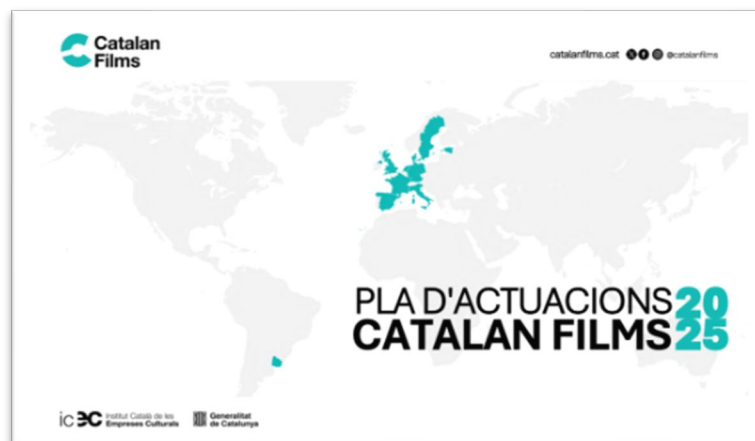 Catalan
Films
catalanfilms.cat @catalanfilms
PLA D'ACTUACIONS 20
CATALAN FILMS 25
icec Institut Català de les
Empreses Culturals
Generalitat
de Catalunya